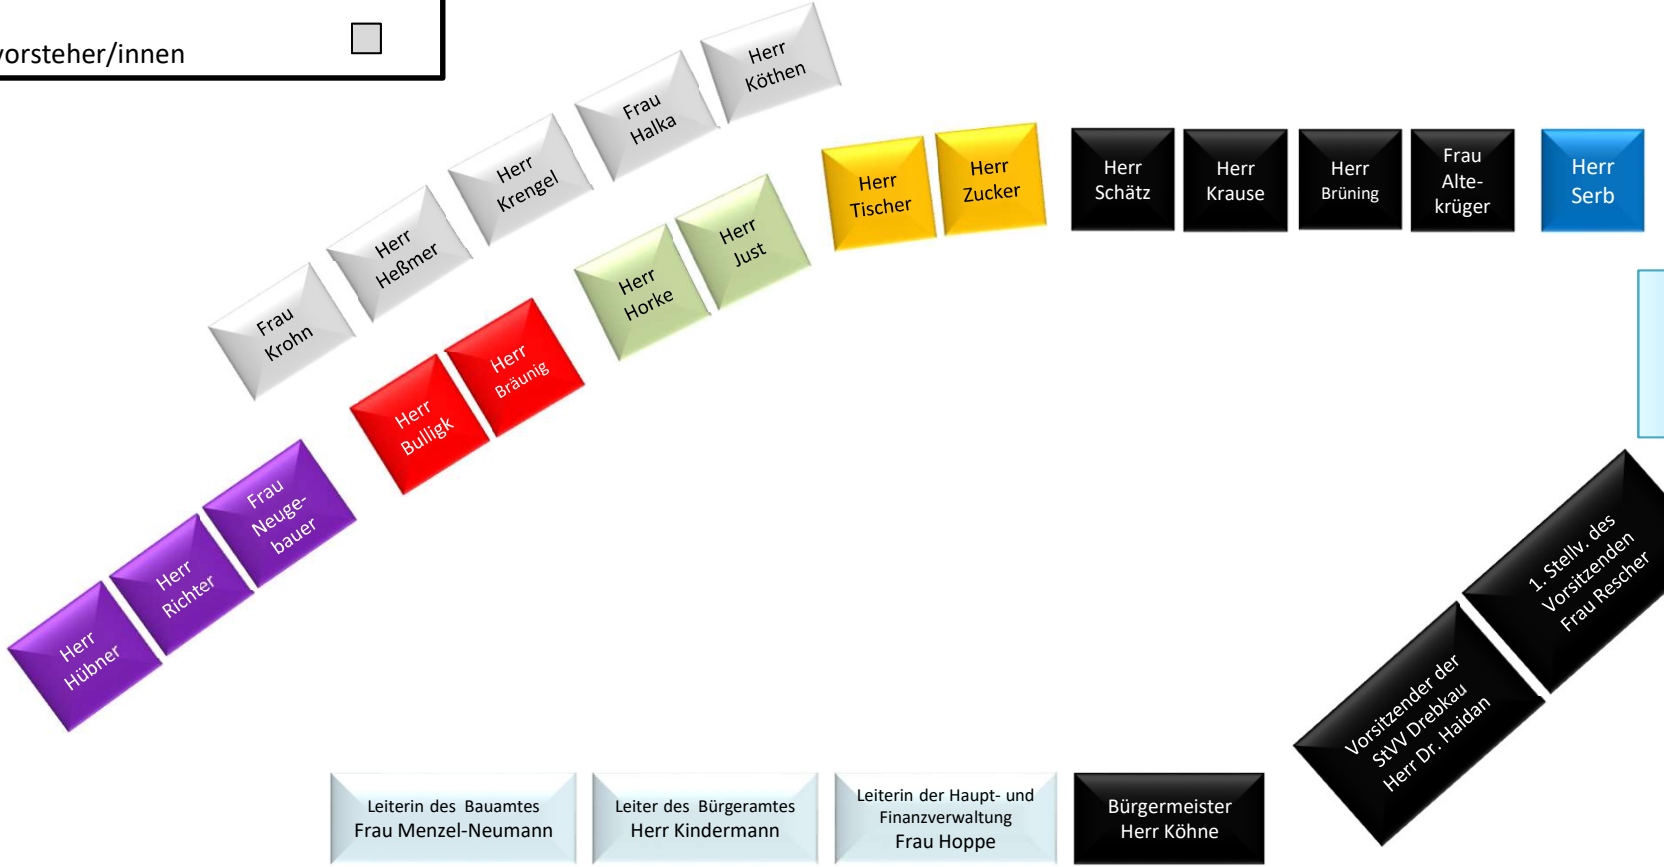 vorsteher/innen
Herr
Köthen
Frau
Halka
Herr
Krengel
Herr
Heßmer
Frau
Krohn
Herr
Tischer
Herr
Zucker
Herr
Schätz
Herr
Krause
Herr
Brüning
Frau
Alte-
krüger
Herr
Serb
Herr
Just
Herr
Horke
Herr
Bräunig
Herr
Bulligk
Frau
Neuge-
bauer
Herr
Richter
Herr
Hübner
1. Stellv. des
Vorsitzenden
Frau Rescher
Vorsitzender der
StVV Drebkau
Herr Dr. Haidan
Leiterin des Bauamtes
Frau Menzel-Neumann
Leiter des Bürgeramtes
Herr Kindermann
Leiterin der Haupt- und
Finanzverwaltung
Frau Hoppe
Bürgermeister
Herr Köhne